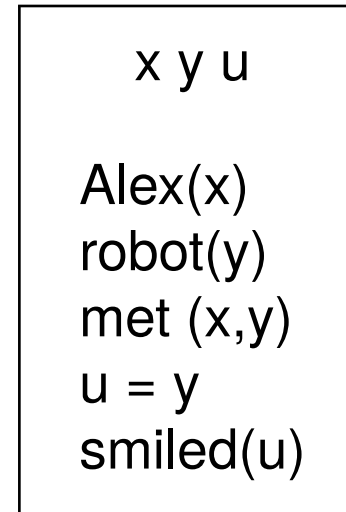 x y u
Alex(x)
robot(y)
met (x,y)
u = y
smiled(u)